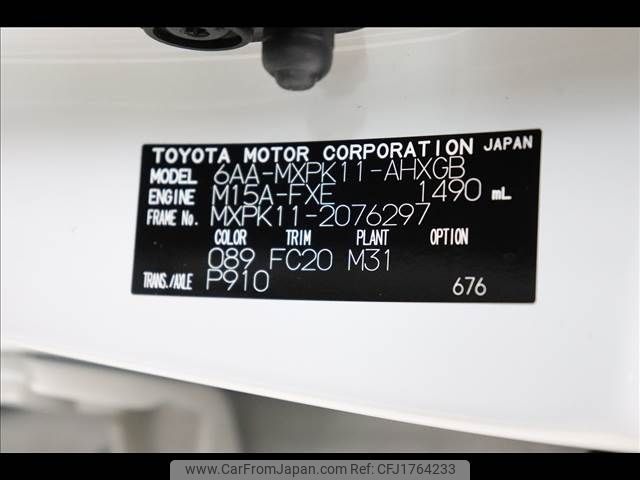 TOYOTA MOTOR CORPORATION JAPAN
MODEL 6AA-MXPK11-AHXGB
ENGINE M15A-FXE 1490 mL
FRAME No. MXPK11-2076297
COLOR TRIM PLANT OPTION
089 FC20 M31
TRANS./AXLE P910 676
www.CarFromJapan.com CFJ1764233